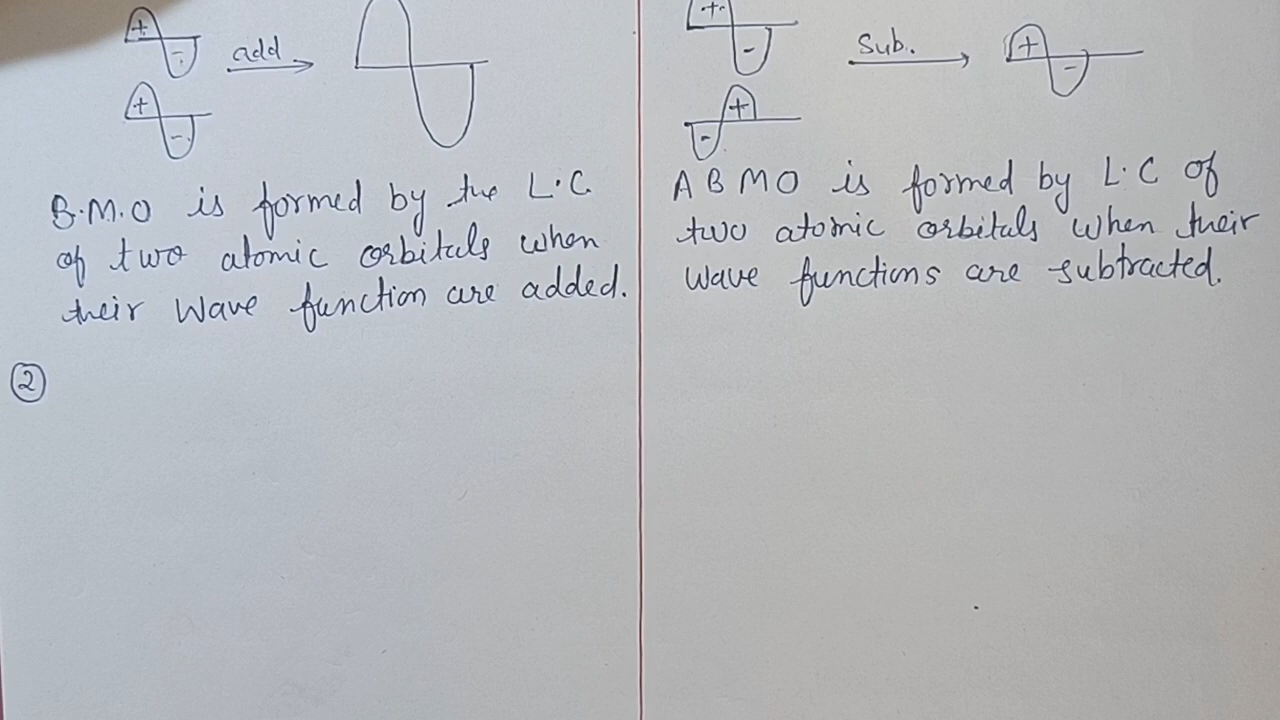 +
-
add
+
-
B.M.O is formed by the L.C.
of two atomic orbitals when
their Wave function are added.
+
-
Sub.
+
-
+
-
A B M O is formed by L.C of
two atomic orbitals when their
wave functions are subtracted.
②